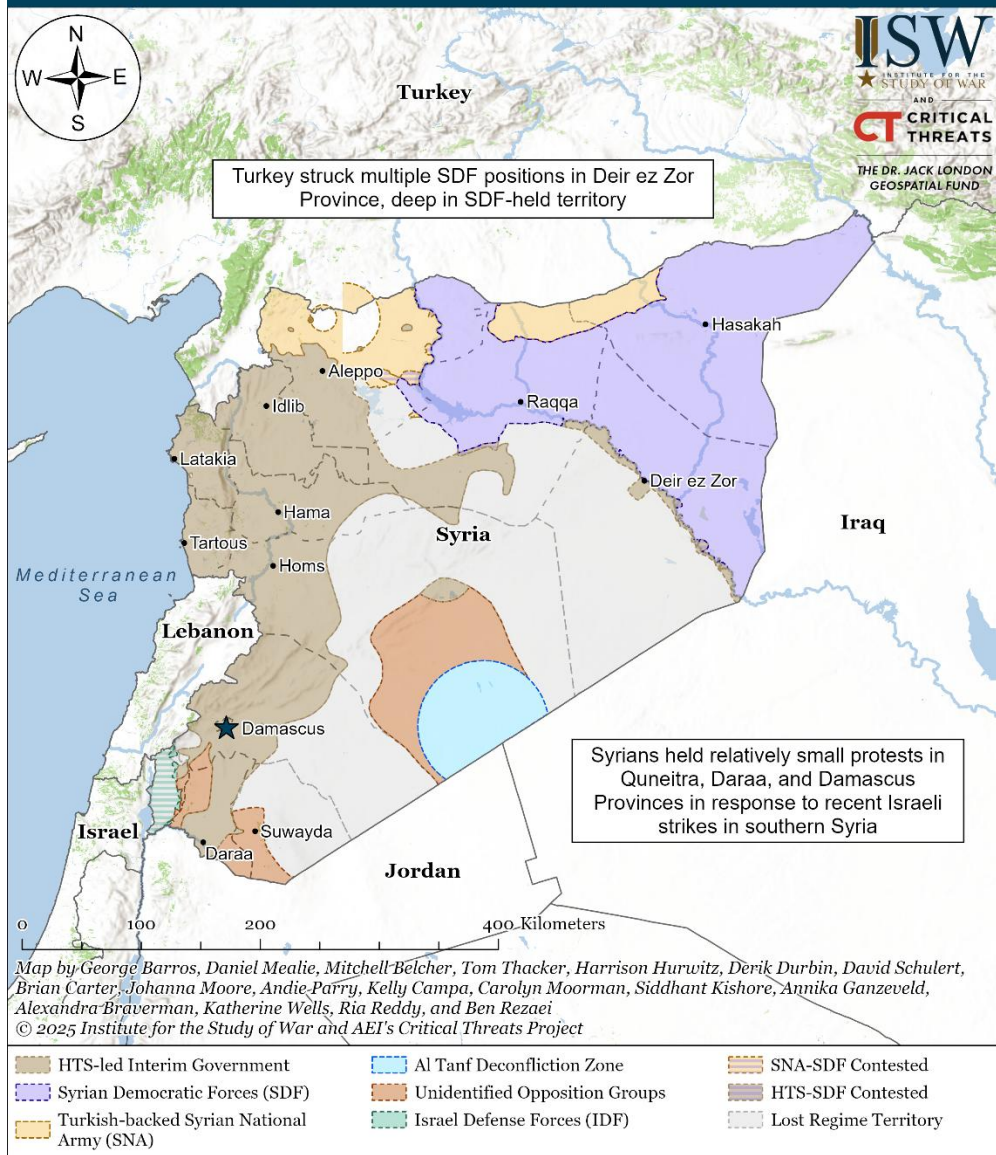 N
W E
S
ISW
INSTITUTE FOR THE
STUDY OF WAR
AND
CT CRITICAL
THREATS
THE DR. JACK LONDON
GEOSPATIAL FUND
Turkey
Turkey struck multiple SDF positions in Deir ez Zor
Province, deep in SDF-held territory
Hasakah
Aleppo
Idlib
Raqqa
Latakia
Deir ez Zor
Hama
Syria
Iraq
Tartous
Homs
Mediterranean
Sea
Lebanon
Damascus
Syrians held relatively small protests in
Quneitra, Daraa, and Damascus
Provinces in response to recent Israeli
strikes in southern Syria
Israel
Suwayda
Daraa
Jordan
0 100 200 400 Kilometers
Map by George Barros, Daniel Mealie, Mitchell Belcher, Tom Thacker, Harrison Hurwitz, Derik Durbin, David Schulert,
Brian Carter, Johanna Moore, Andie Parry, Kelly Campa, Carolyn Moorman, Siddhant Kishore, Annika Ganzeveld,
Alexandra Braverman, Katherine Wells, Ria Reddy, and Ben Rezaei
© 2025 Institute for the Study of War and AEI's Critical Threats Project
HTS-led Interim Government
Syrian Democratic Forces (SDF)
Turkish-backed Syrian National
Army (SNA)
Al Tanf Deconfliction Zone
Unidentified Opposition Groups
Israel Defense Forces (IDF)
SNA-SDF Contested
HTS-SDF Contested
Lost Regime Territory